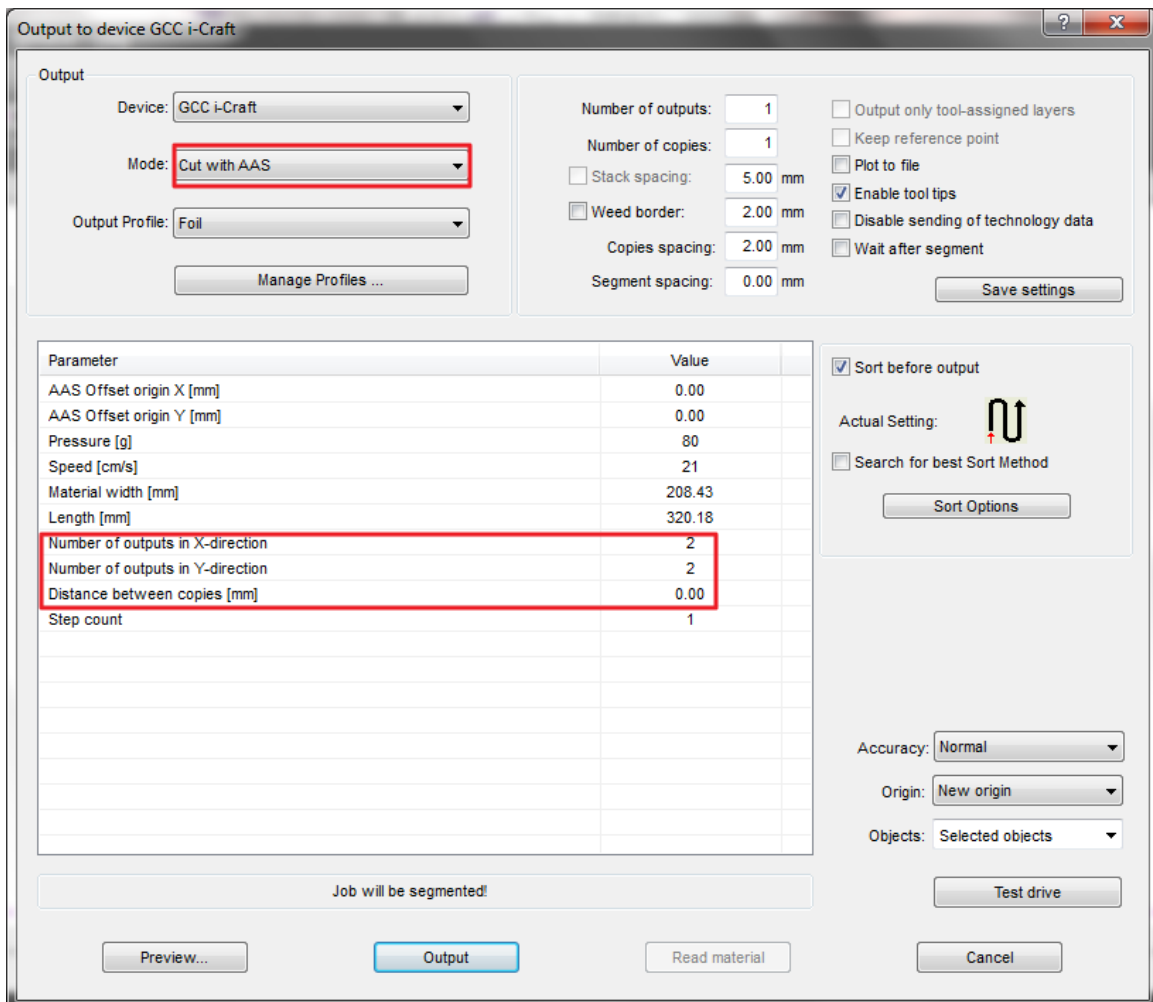 Output to device GCC i-Craft
?
X
Output
Device: GCC i-Craft
Mode: Cut with AAS
Output Profile: Foil
Manage Profiles ...
Number of outputs: 1
Number of copies: 1
Stack spacing: 5.00 mm
Weed border: 2.00 mm
Copies spacing: 2.00 mm
Segment spacing: 0.00 mm
Output only tool-assigned layers
Keep reference point
Plot to file
Enable tool tips
Disable sending of technology data
Wait after segment
Save settings
Parameter Value
AAS Offset origin X [mm] 0.00
AAS Offset origin Y [mm] 0.00
Pressure [g] 80
Speed [cm/s] 21
Material width [mm] 208.43
Length [mm] 320.18
Number of outputs in X-direction 2
Number of outputs in Y-direction 2
Distance between copies [mm] 0.00
Step count 1
Sort before output
Actual Setting:
Search for best Sort Method
Sort Options
Accuracy: Normal
Origin: New origin
Objects: Selected objects
Job will be segmented!
Test drive
Preview...
Output
Read material
Cancel